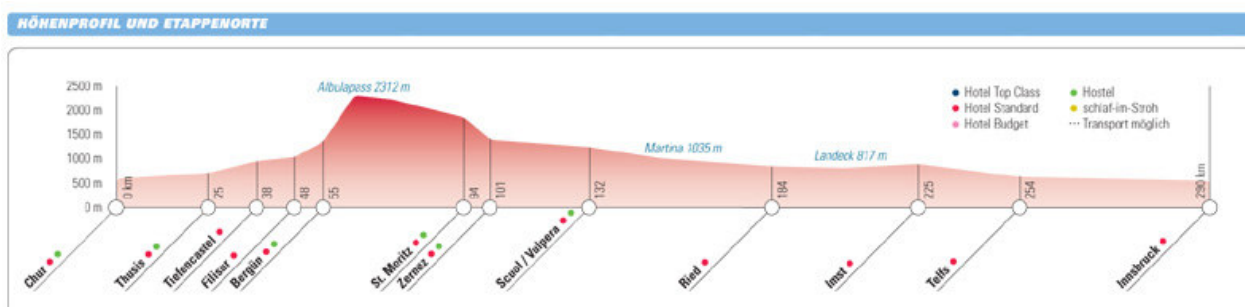 HÖHENPROFIL UND ETAPPENORTE
2500 m
2000 m
1500 m
1000 m
500 m
0 m
Albulapass 2312 m
Martina 1035 m
Landeck 817 m
Hotel Top Class
Hotel Standard
Hotel Budget
Hostel
schlaf-im-Stroh
Transport möglich
0 km
25
38
48
55
94
101
132
184
225
254
290 km
Chur
Thusis
Tiefencastel
Filisur
Bergün
St. Moritz
Zernez
Scuol / Vulpera
Ried
Imst
Telfs
Innsbruck